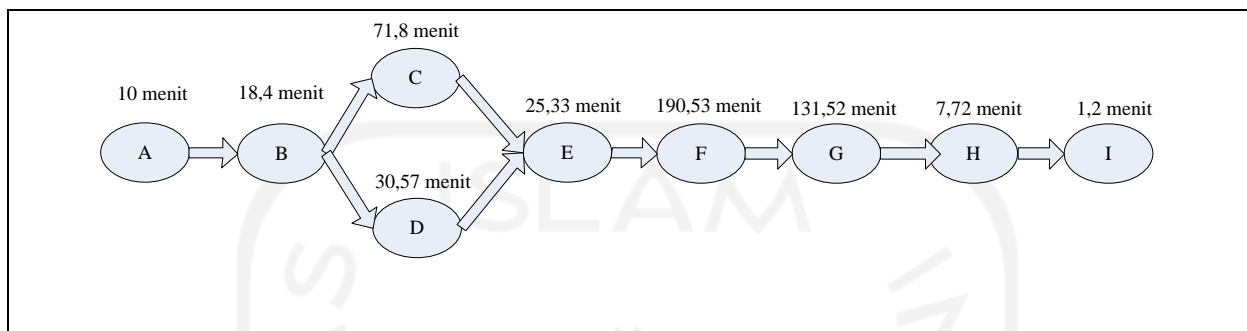 71,8 menit
C
10 menit
18,4 menit
25,33 menit
190,53 menit
131,52 menit
7,72 menit
1,2 menit
A
B
E
F
G
H
I
30,57 menit
D
ISLAM